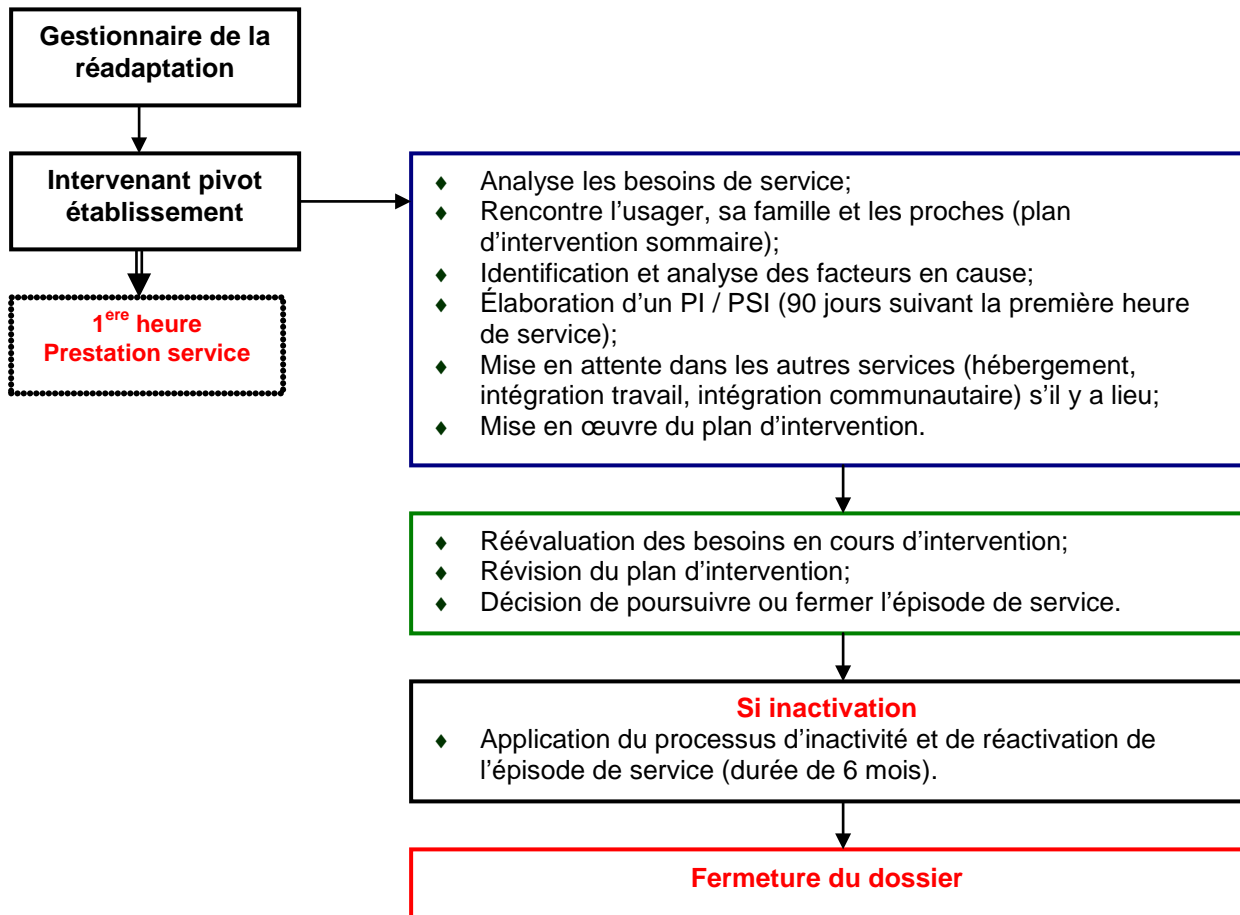 Gestionnaire de la
réadaptation
Intervenant pivot
établissement
1ere heure
Prestation service
♦ Analyse les besoins de service;
♦ Rencontre l'usager, sa famille et les proches (plan
d'intervention sommaire);
♦ Identification et analyse des facteurs en cause;
♦ Élaboration d'un PI / PSI (90 jours suivant la première heure
de service);
♦ Mise en attente dans les autres services (hébergement,
intégration travail, intégration communautaire) s'il y a lieu;
♦ Mise en œuvre du plan d'intervention.
♦ Réévaluation des besoins en cours d'intervention;
♦ Révision du plan d'intervention;
♦ Décision de poursuivre ou fermer l'épisode de service.
Si inactivation
♦ Application du processus d'inactivité et de réactivation de
l'épisode de service (durée de 6 mois).
Fermeture du dossier